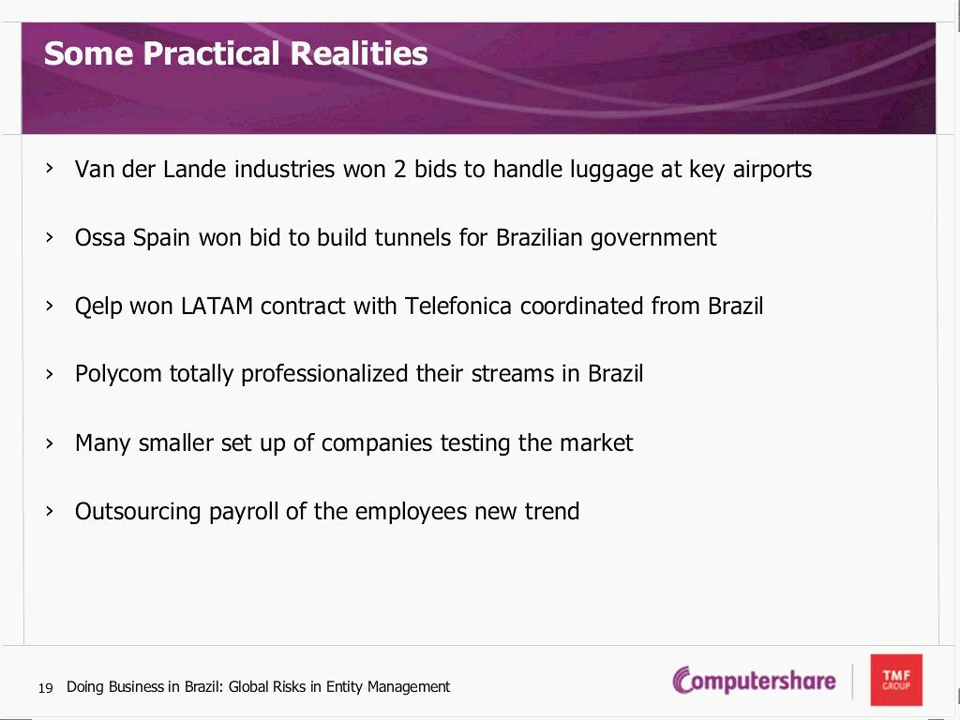 Some Practical Realities
› Van der Lande industries won 2 bids to handle luggage at key airports
› Ossa Spain won bid to build tunnels for Brazilian government
› Qelp won LATAM contract with Telefonica coordinated from Brazil
› Polycom totally professionalized their streams in Brazil
› Many smaller set up of companies testing the market
› Outsourcing payroll of the employees new trend
19 Doing Business in Brazil: Global Risks in Entity Management
Computershare
TMF
GROUP